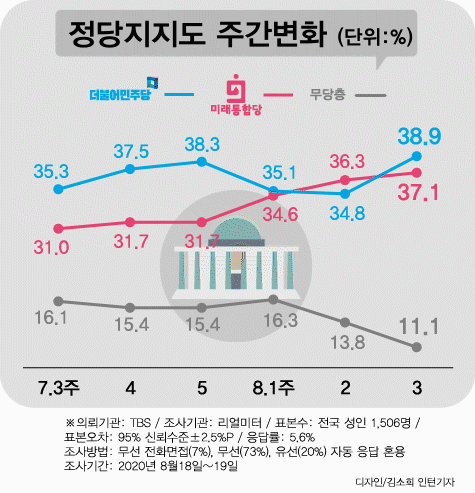 정당지지도 주간변화 (단위:%)
더불어민주당 미래통합당 무당층
35.3 37.5 38.3 35.1 34.8 38.9
31.0 31.7 31.7 34.6 36.3 37.1
16.1 15.4 15.4 16.3 13.8 11.1
7.3주 4 5 8.1주 2 3
※의뢰기관: TBS / 조사기관: 리얼미터 / 표본수: 전국 성인 1,506명 /
표본오차: 95% 신뢰수준±2.5%P / 응답률: 5.6%
조사방법: 무선 전화면접(7%), 무선(73%), 유선(20%) 자동 응답 혼용
조사기간: 2020년 8월18일~19일
디자인/김소희 인턴기자